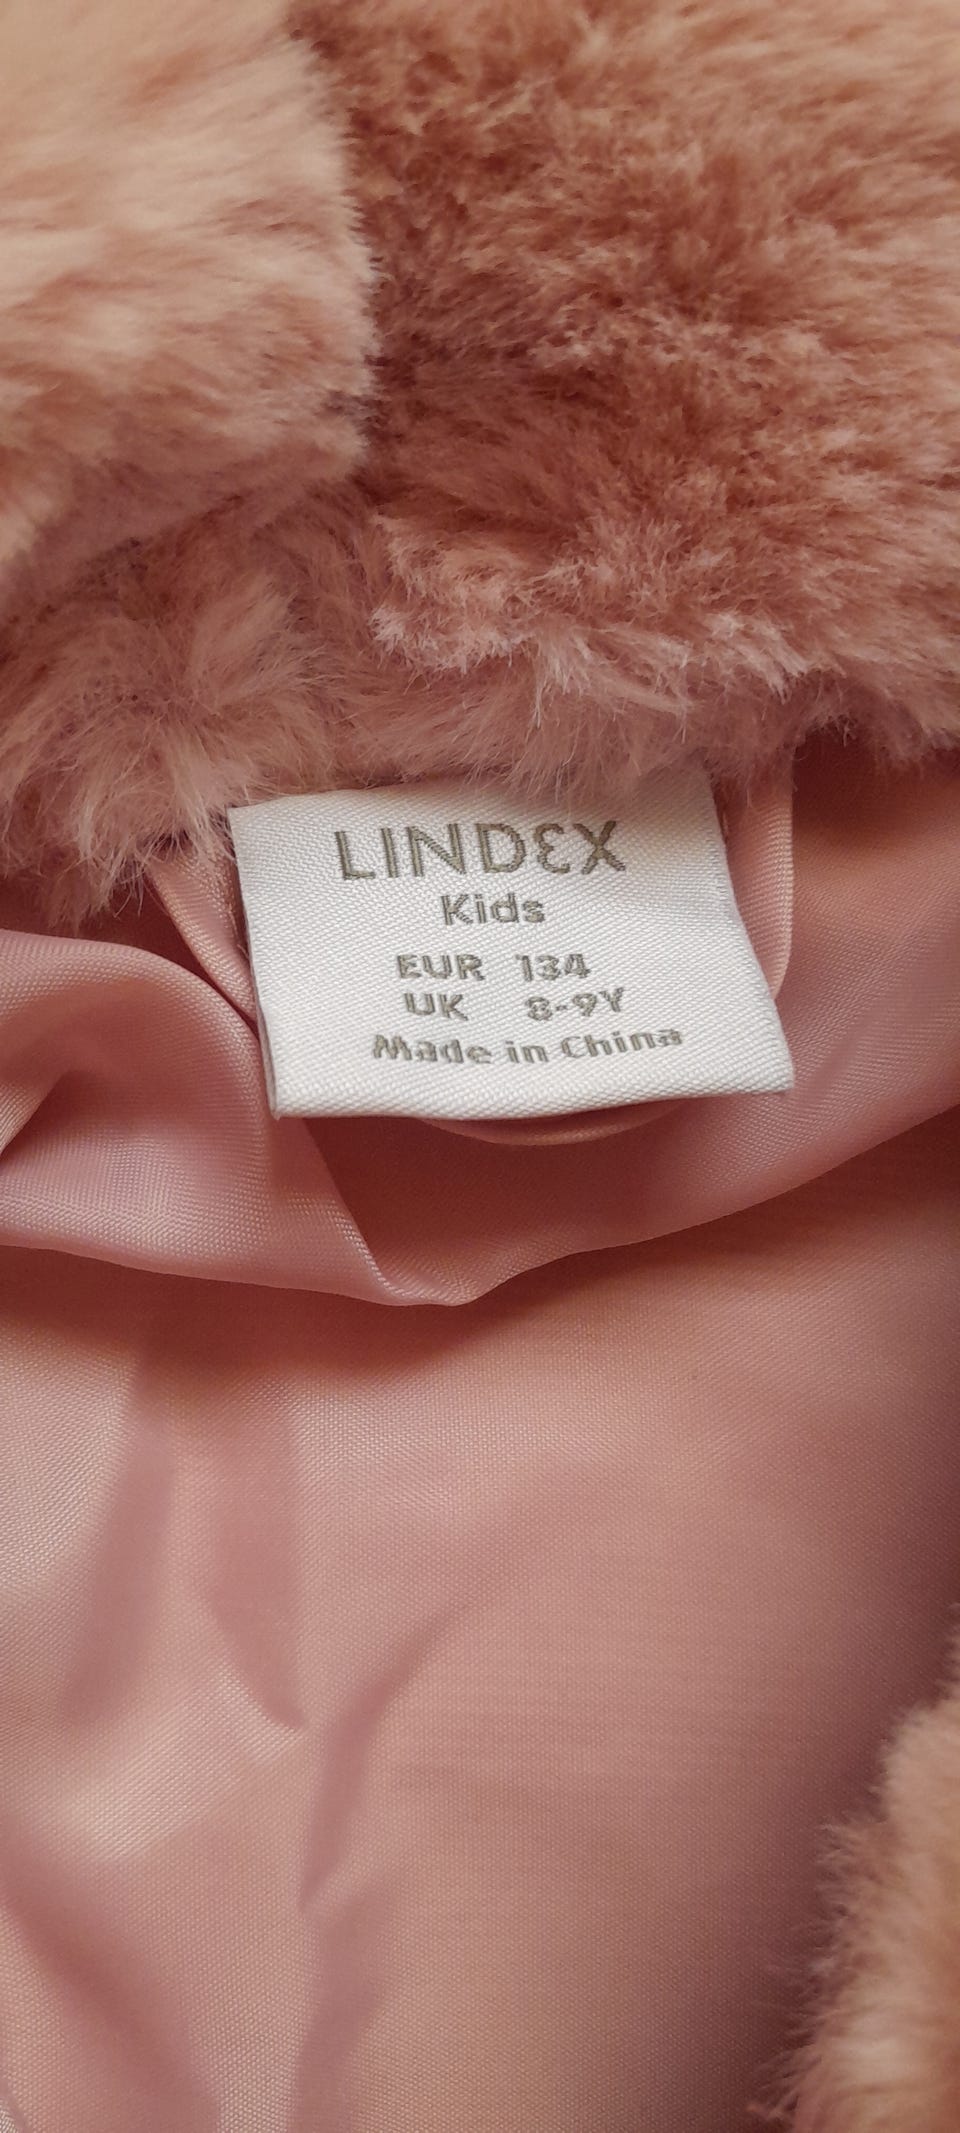 LINDEX
Kids
EUR 134
UK 8-9Y
Made in China